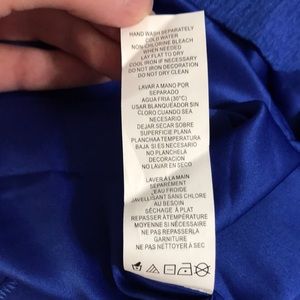 HAND WASH SEPARATELY
COLD WATER
NON-CHLORINE BLEACH
WHEN NEEDED
LAY FLAT TO DRY
COOL IRON IF NECESSARY
DO NOT IRON DECORATION
DO NOT DRY CLEAN
LAVAR A MANO POR
SEPARADO
AGUA FRIA (30°C)
USAR BLANQUEADOR SIN
CLORO CUANDO SEA
NECESARIO
DEJAR SECAR SOBRE
SUPERFICIE PLANA
PLANCHA A TEMPERATURA
BAJA SI ES NECESARIO
NO PLANCHE LA
DECORACION
NO LAVAR EN SECO
LAVER À LA MAIN
SEPAREMENT
EAU FROIDE
JAVELLISANT SANS CHLORE
AU BESOIN
SÉCHAGE À PLAT
REPASSER À TEMPÉRATURE
MOYENNE SI NÉCESSAIRE
NE PAS REPASSER LA
GARNITURE
NE PAS NETTOYER À SEC